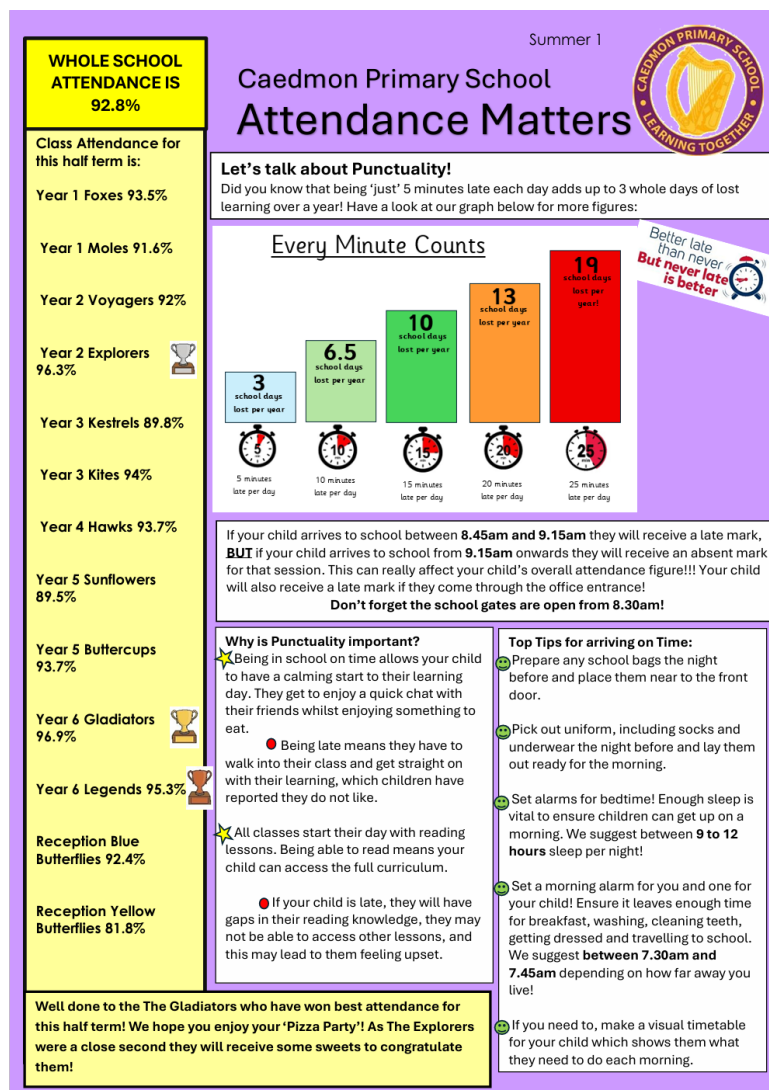 Summer 1
WHOLE SCHOOL
ATTENDANCE IS
92.8%
Caedmon Primary School
Attendance Matters
CAEDMON PRIMARY SCHOOL
LEARNING TOGETHER
Class Attendance for
this half term is:
Year 1 Foxes 93.5%
Year 1 Moles 91.6%
Year 2 Voyagers 92%
Year 2 Explorers
96.3%
Year 3 Kestrels 89.8%
Year 3 Kites 94%
Year 4 Hawks 93.7%
Year 5 Sunflowers
89.5%
Year 5 Buttercups
93.7%
Year 6 Gladiators
96.9%
Year 6 Legends 95.3%
Reception Blue
Butterflies 92.4%
Reception Yellow
Butterflies 81.8%
Let's talk about Punctuality!
Did you know that being 'just' 5 minutes late each day adds up to 3 whole days of lost
learning over a year! Have a look at our graph below for more figures:
Every Minute Counts
3
school days
lost per year
6.5
school days
lost per year
10
school days
lost per year
13
school days
lost per year
19
school days
lost per
year!
5
10
15
20
25
5 minutes
late per day
10 minutes
late per day
15 minutes
late per day
20 minutes
late per day
25 minutes
late per day
Better late
than never
But never late
is better
If your child arrives to school between 8.45am and 9.15am they will receive a late mark,
BUT if your child arrives to school from 9.15am onwards they will receive an absent mark
for that session. This can really affect your child's overall attendance figure!!! Your child
will also receive a late mark if they come through the office entrance!
Don't forget the school gates are open from 8.30am!
Why is Punctuality important?
Being in school on time allows your child
to have a calming start to their learning
day. They get to enjoy a quick chat with
their friends whilst enjoying something to
eat.
Being late means they have to
walk into their class and get straight on
with their learning, which children have
reported they do not like.
All classes start their day with reading
lessons. Being able to read means your
child can access the full curriculum.
If your child is late, they will have
gaps in their reading knowledge, they may
not be able to access other lessons, and
this may lead to them feeling upset.
Top Tips for arriving on Time:
Prepare any school bags the night
before and place them near to the front
door.
Pick out uniform, including socks and
underwear the night before and lay them
out ready for the morning.
Set alarms for bedtime! Enough sleep is
vital to ensure children can get up on a
morning. We suggest between 9 to 12
hours sleep per night!
Set a morning alarm for you and one for
your child! Ensure it leaves enough time
for breakfast, washing, cleaning teeth,
getting dressed and travelling to school.
We suggest between 7.30am and
7.45am depending on how far away you
live!
If you need to, make a visual timetable
for your child which shows them what
they need to do each morning.
Well done to the The Gladiators who have won best attendance for
this half term! We hope you enjoy your 'Pizza Party'! As The Explorers
were a close second they will receive some sweets to congratulate
them!